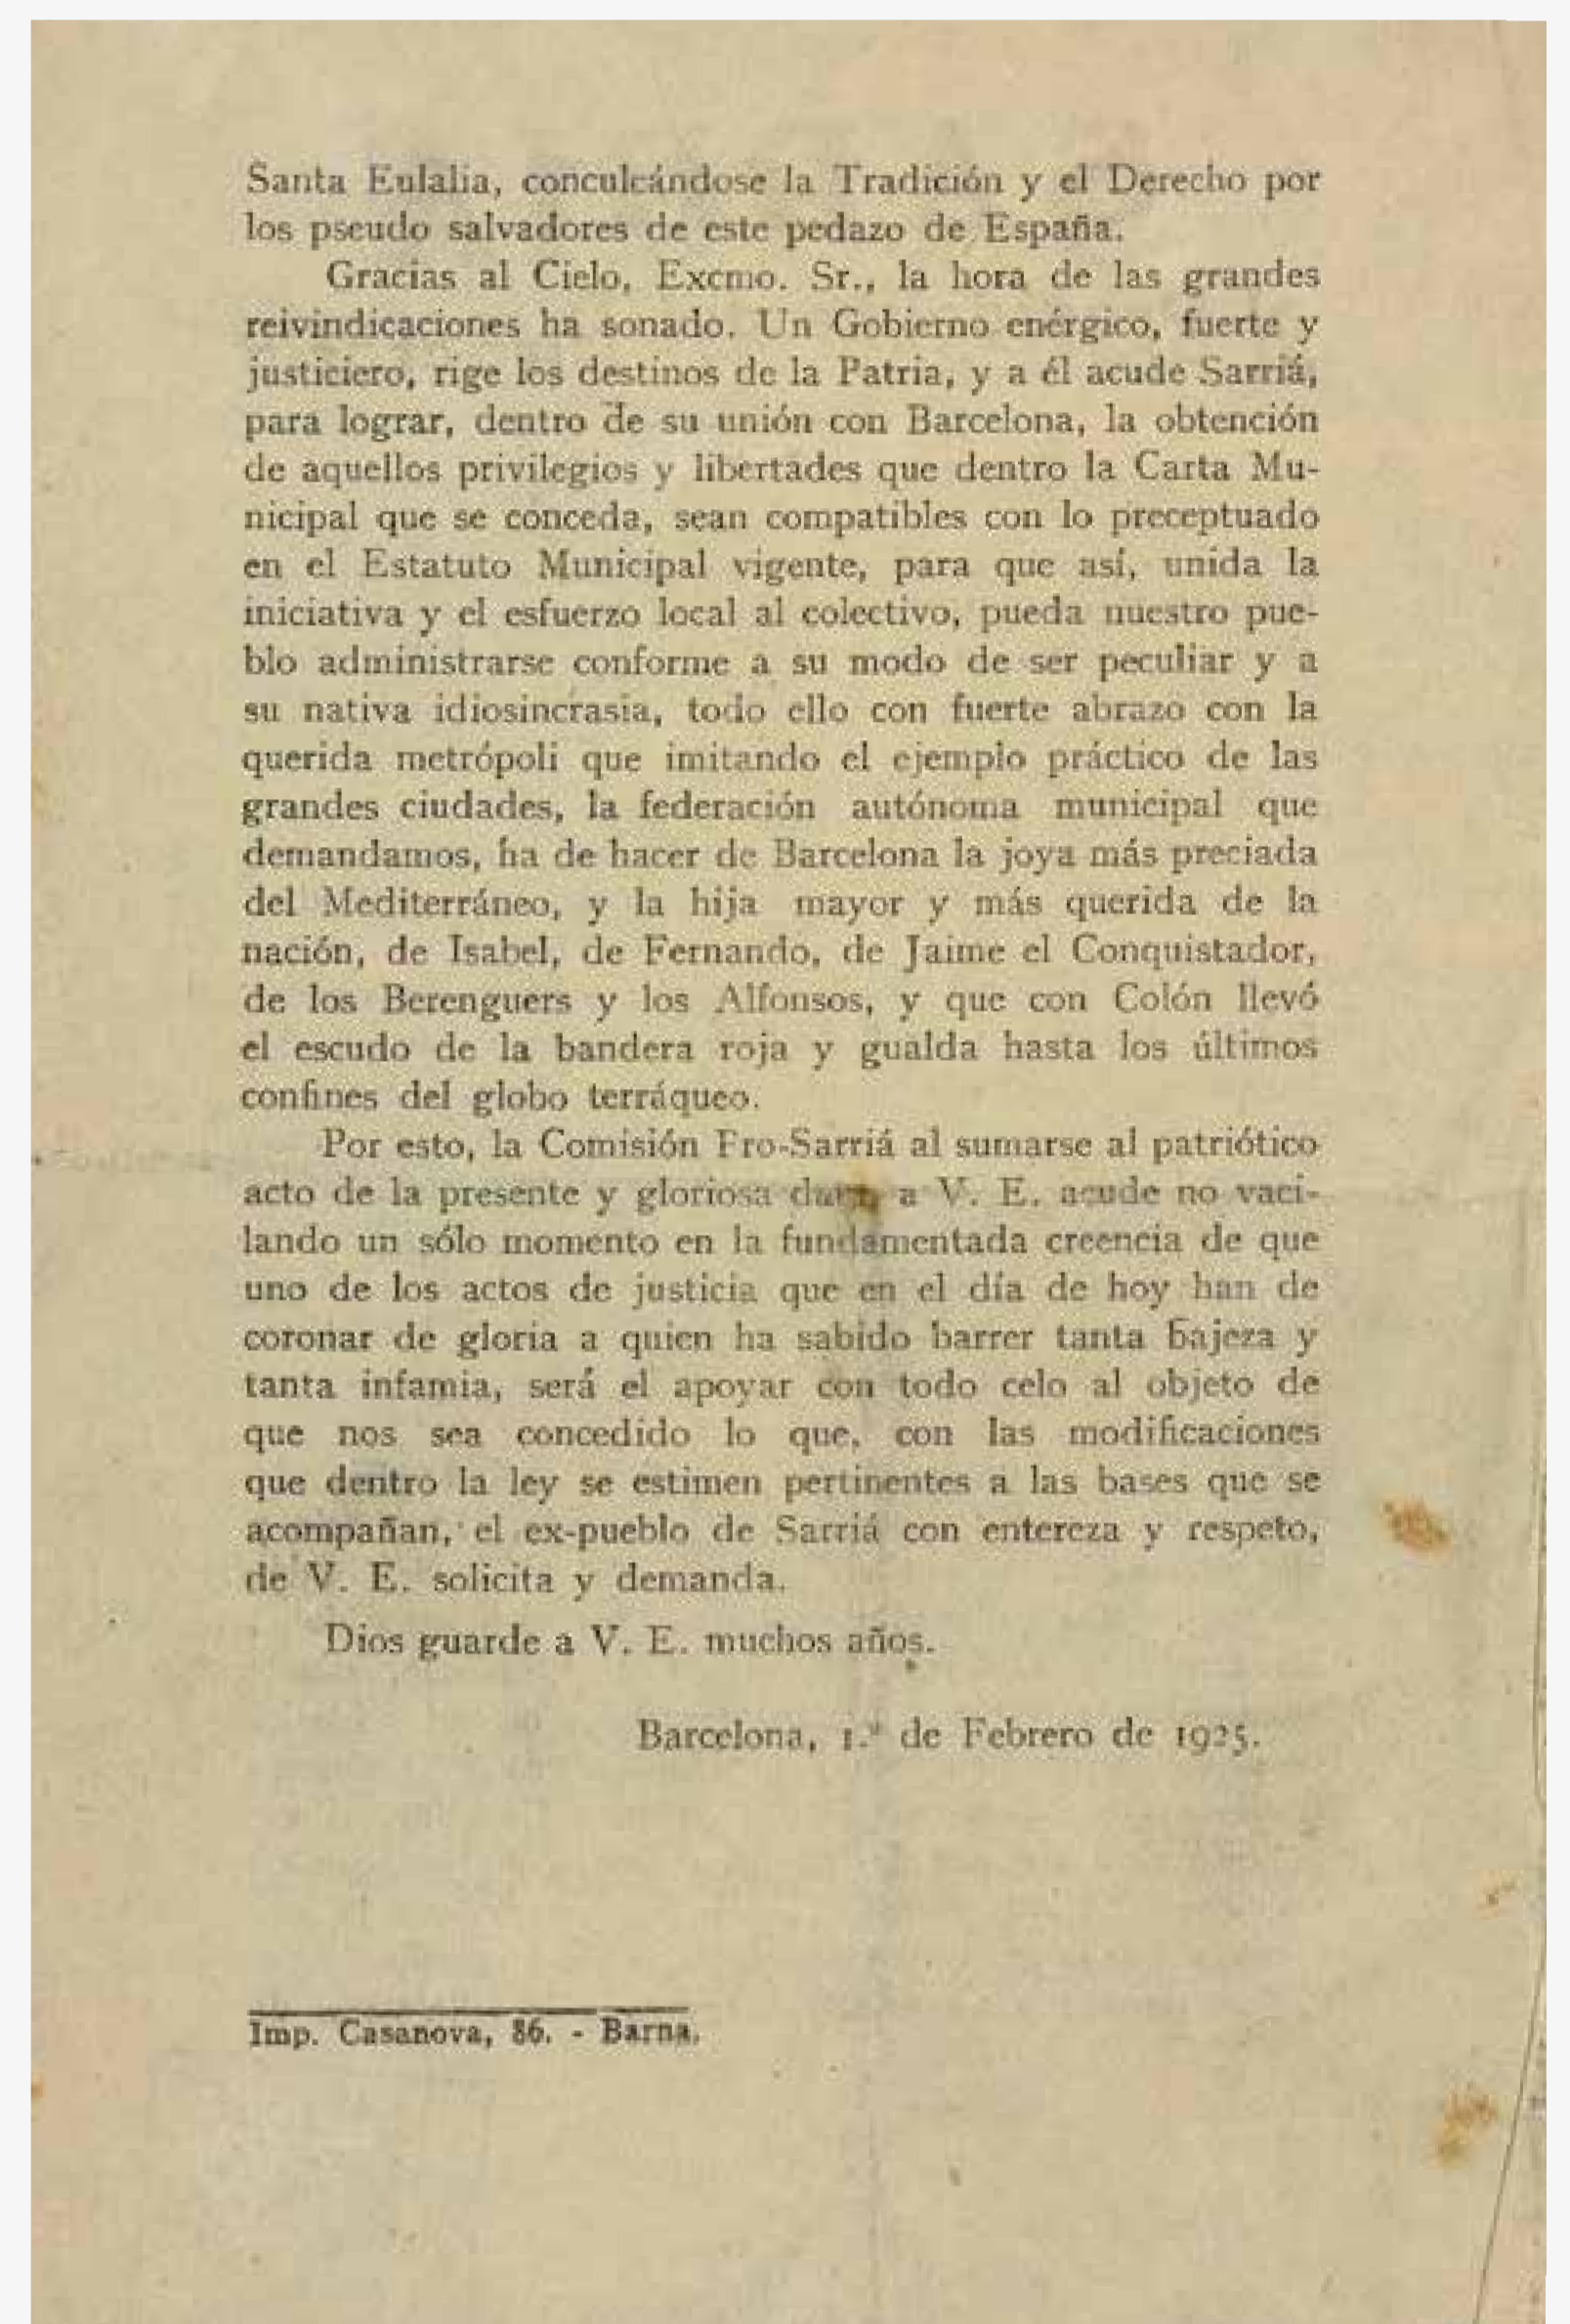 Santa Eulalia, conculcándose la Tradición y el Derecho por
los pseudo salvadores de este pedazo de España.
Gracias al Cielo, Excmo. Sr., la hora de las grandes
reivindicaciones ha sonado. Un Gobierno enérgico, fuerte y
justiciero, rige los destinos de la Patria, y a él acude Sarriá,
para lograr, dentro de su unión con Barcelona, la obtención
de aquellos privilegios y libertades que dentro la Carta Mu-
nicipal que se conceda, sean compatibles con lo preceptuado
en el Estatuto Municipal vigente, para que así, unida la
iniciativa y el esfuerzo local al colectivo, pueda nuestro pue-
blo administrarse conforme a su modo de ser peculiar y a
su nativa idiosincrasia, todo ello con fuerte abrazo con la
querida metrópoli que imitando el ejemplo práctico de las
grandes ciudades, la federación autónoma municipal que
demandamos, ha de hacer de Barcelona la joya más preciada
del Mediterráneo, y la hija mayor y más querida de la
nación, de Isabel, de Fernando, de Jaime el Conquistador,
de los Berenguers y los Alfonsos, y que con Colón llevó
el escudo de la bandera roja y gualda hasta los últimos
confines del globo terráqueo.
Por esto, la Comisión Pro-Sarriá al sumarse al patriótico
acto de la presente y gloriosa a V. E. acude no vaci-
lando un sólo momento en la fundamentada creencia de que
uno de los actos de justicia que en el día de hoy han de
coronar de gloria a quien ha sabido barrer tanta bajeza y
tanta infamia, será el apoyar con todo celo al objeto de
que nos sea concedido lo que, con las modificaciones
que dentro la ley se estimen pertinentes a las bases que se
acompañan, el ex-pueblo de Sarriá con entereza y respeto,
de V. E. solicita y demanda.
Dios guarde a V. E. muchos años.
Barcelona, 1.º de Febrero de 1925.
Imp. Casanova, 86. - Barna.